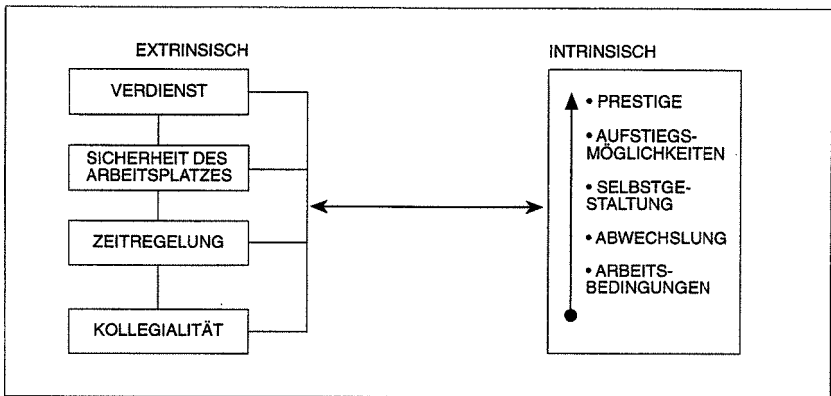 EXTRINSISCH
VERDIENST
SICHERHEIT DES
ARBEITSPLATZES
ZEITREGELUNG
KOLLEGIALITÄT
INTRINSISCH
• PRESTIGE
• AUFSTIEGS-
MÖGLICHKEITEN
• SELBSTGE-
STALTUNG
• ABWECHSLUNG
• ARBEITS-
BEDINGUNGEN